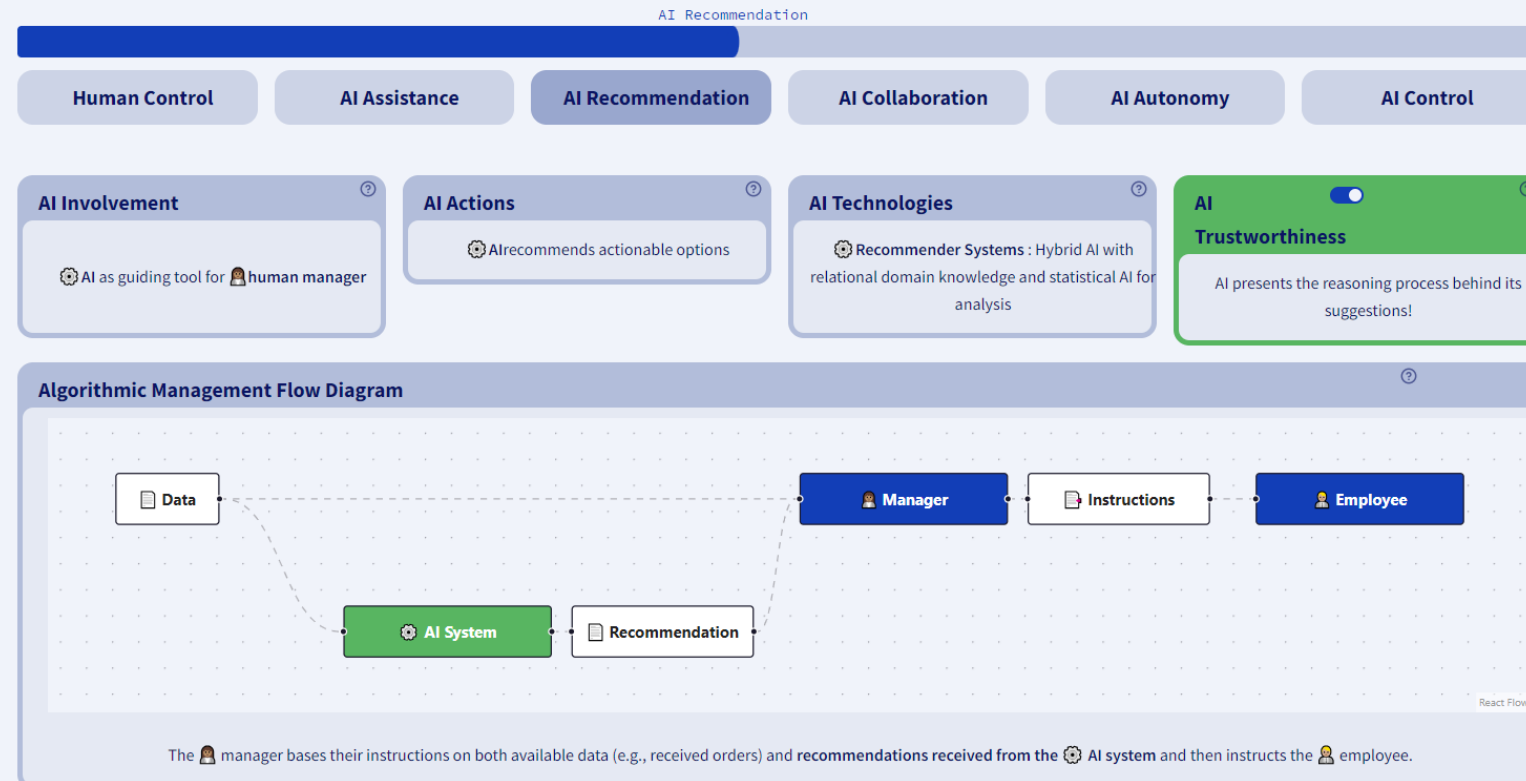 AI Recommendation
Human Control
AI Assistance
AI Recommendation
AI Collaboration
AI Autonomy
AI Control
AI Involvement
AI as guiding tool for human manager
AI Actions
AIrecommends actionable options
AI Technologies
Recommender Systems : Hybrid AI with
relational domain knowledge and statistical AI for
analysis
AI
Trustworthiness
AI presents the reasoning process behind its
suggestions!
Algorithmic Management Flow Diagram
Data
Manager
Instructions
Employee
AI System
Recommendation
React Flow
The manager bases their instructions on both available data (e.g., received orders) and recommendations received from the AI system and then instructs the employee.